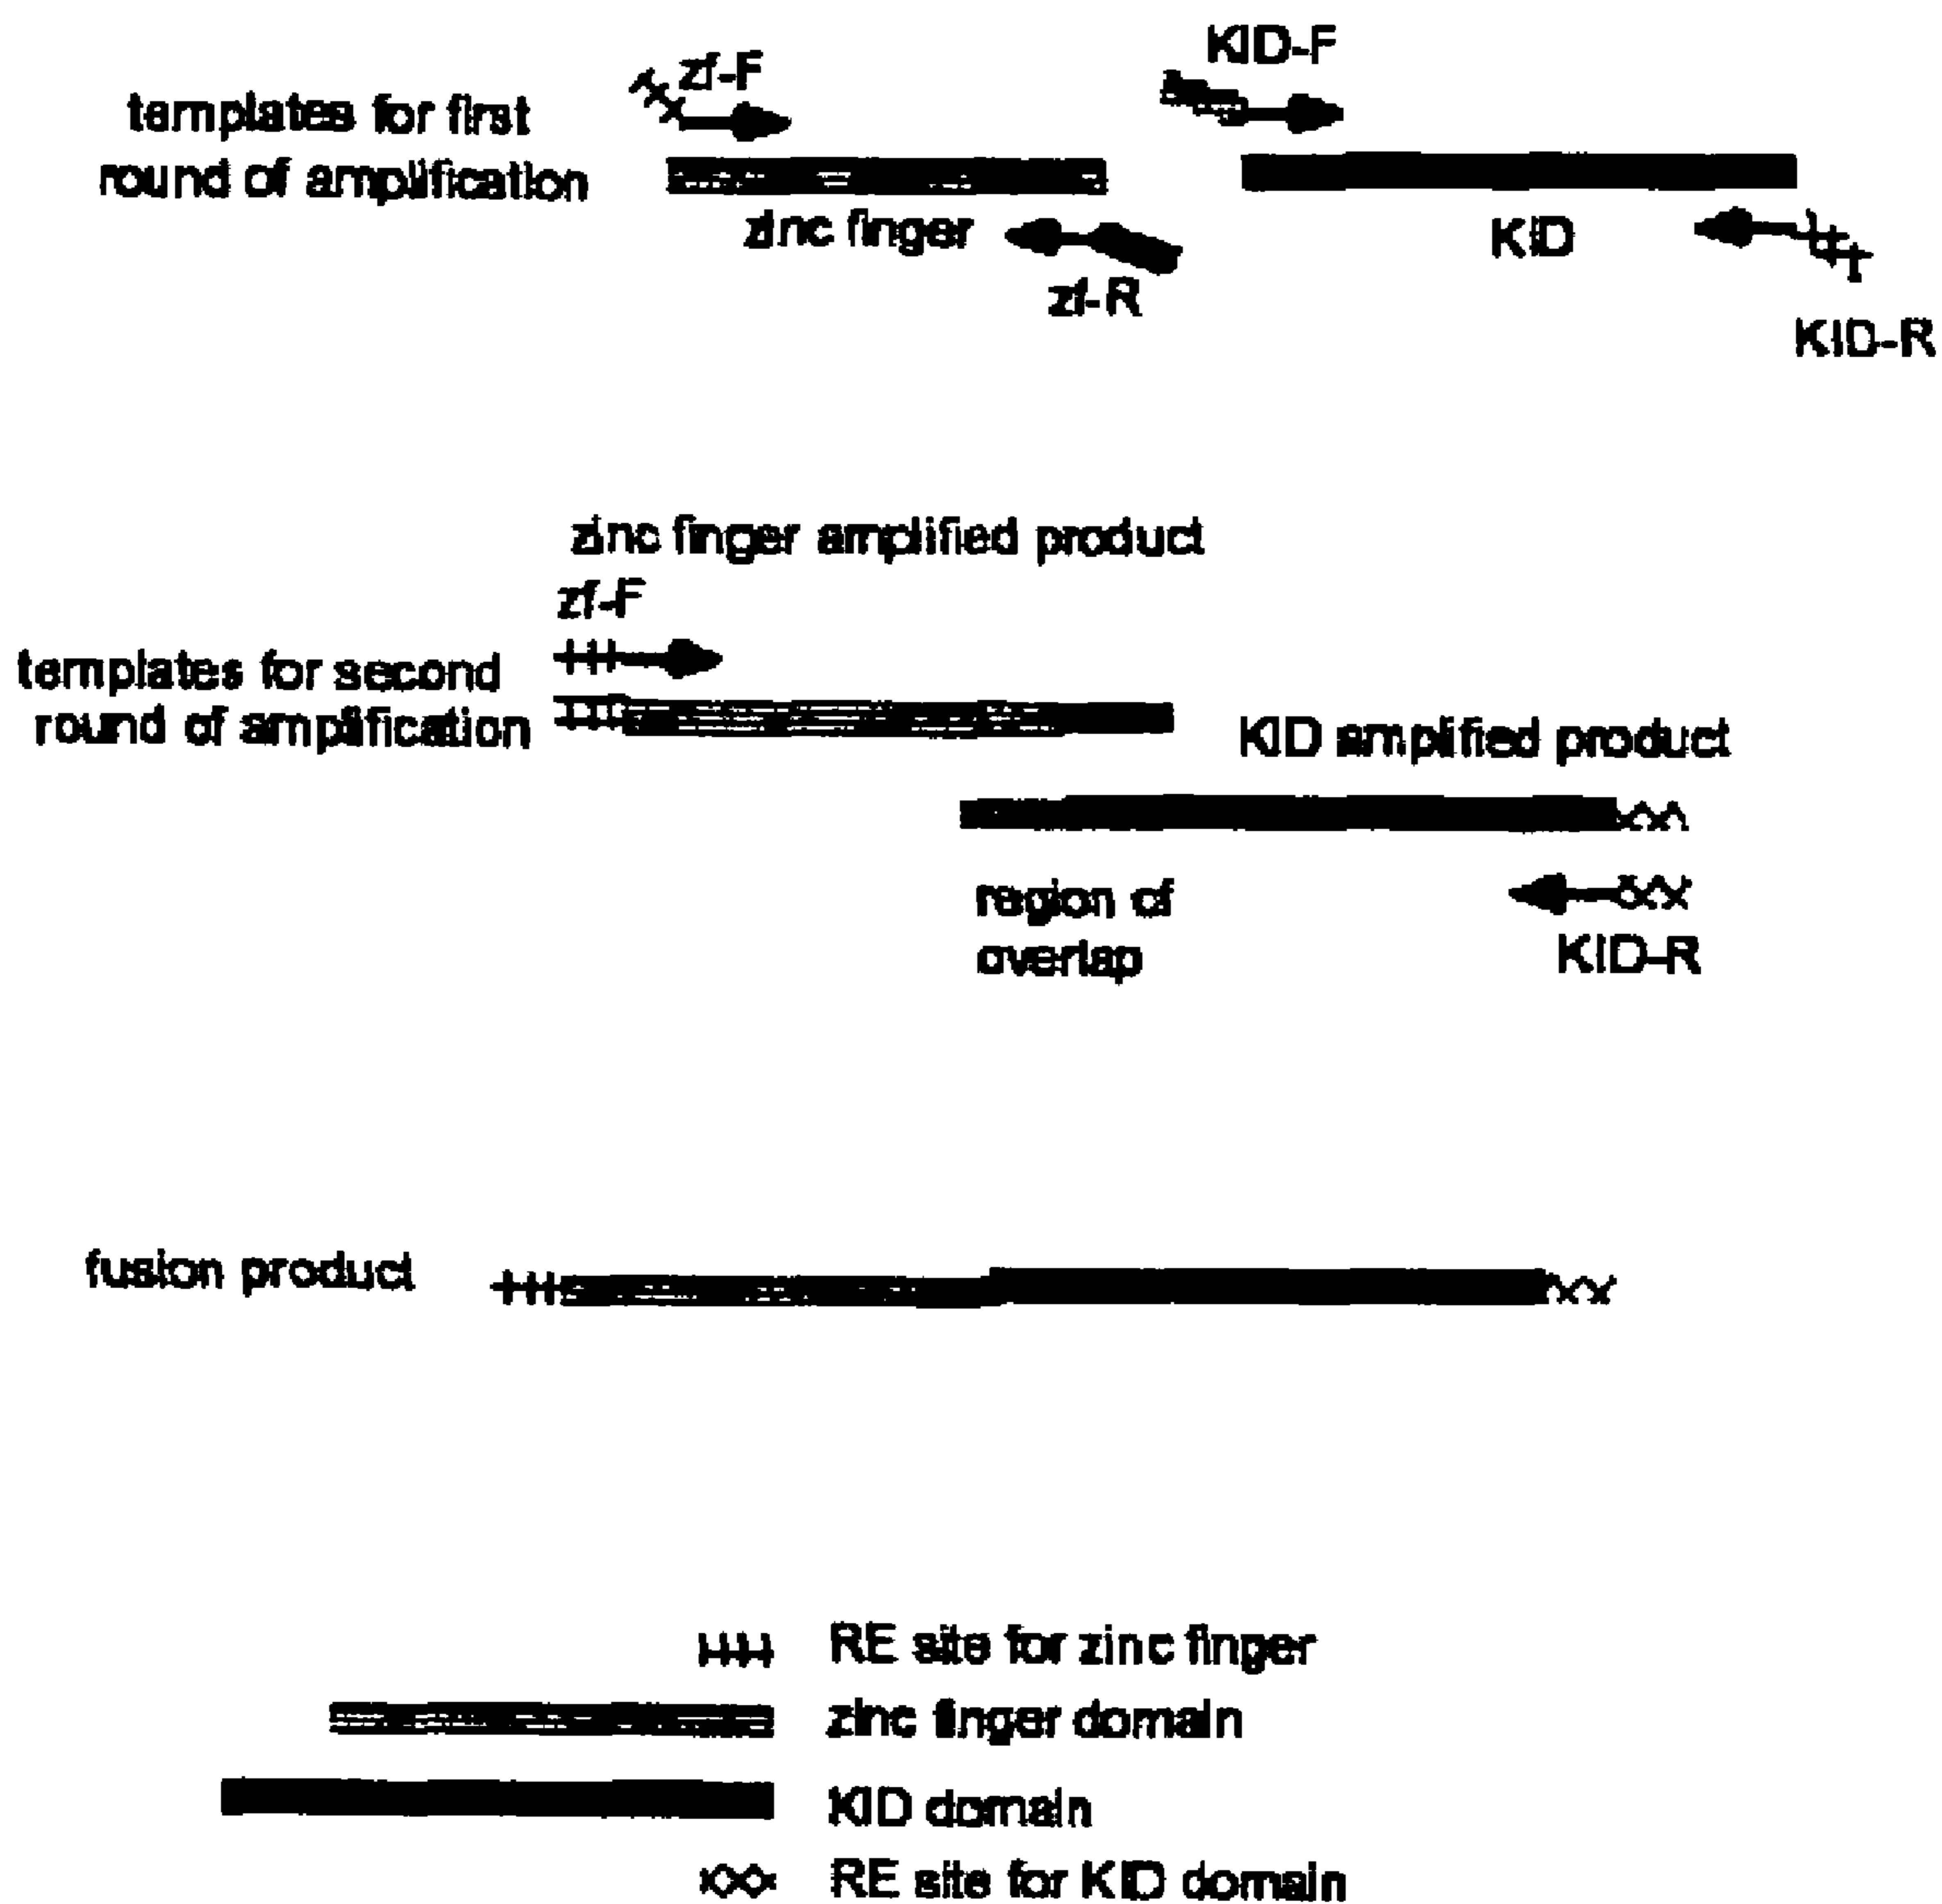 zf-F
KID-F
templates for first
round of amplification
zinc finger
KID
zf-R
KID-R
zinc finger amplified product
zf-F
templates for second
round of amplification
KID amplified product
region of
overlap
KID-R
fusion product
RE site for zinc finger
zinc finger domain
KID domain
RE site for KID domain